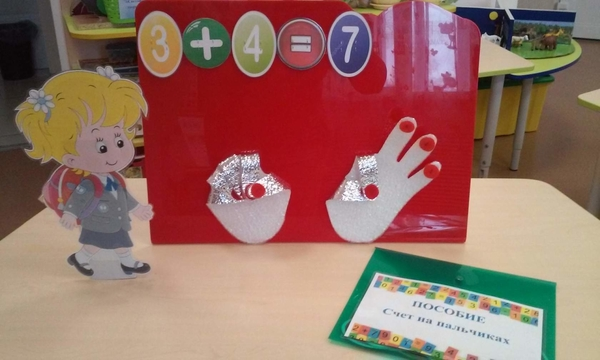 3 + 4 = 7
ПОСОБИЕ
Счет на пальчиках